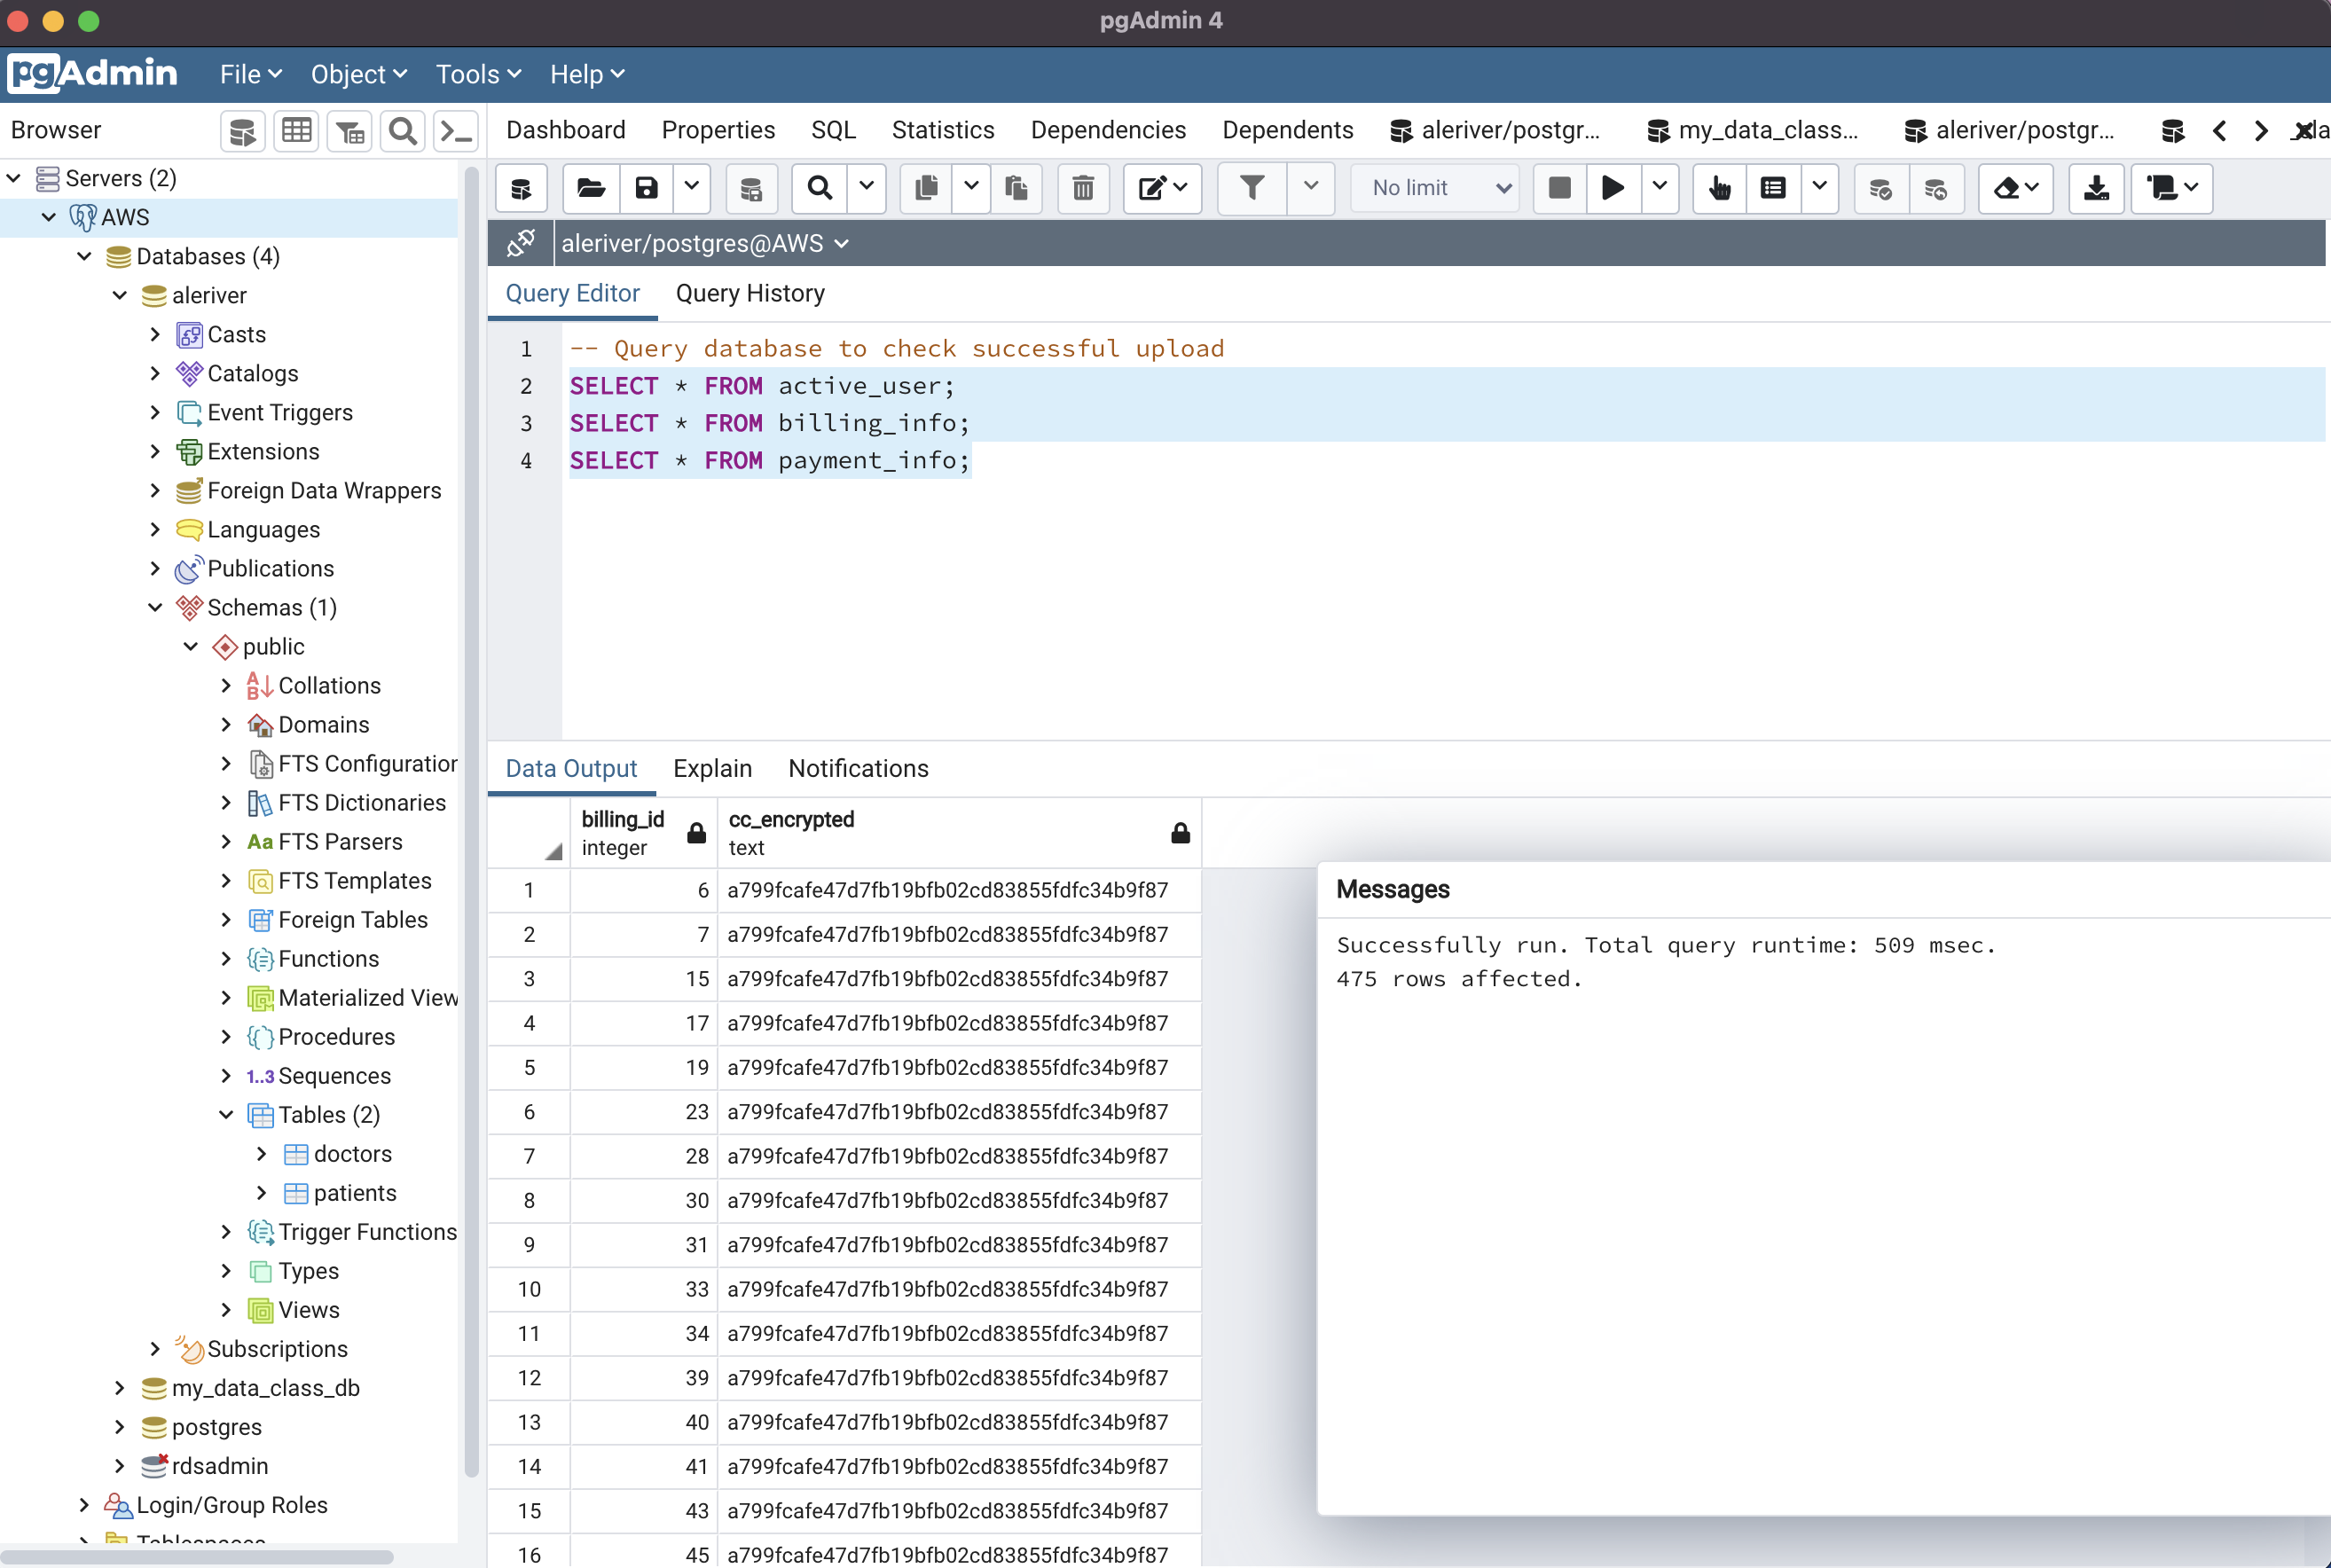 pgAdmin 4
pgAdmin File Object Tools Help
Browser
Dashboard Properties SQL Statistics Dependencies Dependents aleriver/postgr... my_data_class... aleriver/postgr...
No limit
aleriver/postgres@AWS
Query Editor Query History
Servers (2)
AWS
Databases (4)
aleriver
Casts
Catalogs
Event Triggers
Extensions
Foreign Data Wrappers
Languages
Publications
Schemas (1)
public
Collations
Domains
FTS Configuration
FTS Dictionaries
Aa FTS Parsers
FTS Templates
Foreign Tables
Functions
Materialized View
Procedures
1..3 Sequences
Tables (2)
doctors
patients
Trigger Functions
Types
Views
Subscriptions
my_data_class_db
postgres
rdsadmin
Login/Group Roles
Tablespaces
1 -- Query database to check successful upload
2 SELECT * FROM active_user;
3 SELECT * FROM billing_info;
4 SELECT * FROM payment_info;
Data Output Explain Notifications
billing_id cc_encrypted
integer text
1 6 a799fcafe47d7fb19bfb02cd83855fdfc34b9f87
2 7 a799fcafe47d7fb19bfb02cd83855fdfc34b9f87
3 15 a799fcafe47d7fb19bfb02cd83855fdfc34b9f87
4 17 a799fcafe47d7fb19bfb02cd83855fdfc34b9f87
5 19 a799fcafe47d7fb19bfb02cd83855fdfc34b9f87
6 23 a799fcafe47d7fb19bfb02cd83855fdfc34b9f87
7 28 a799fcafe47d7fb19bfb02cd83855fdfc34b9f87
8 30 a799fcafe47d7fb19bfb02cd83855fdfc34b9f87
9 31 a799fcafe47d7fb19bfb02cd83855fdfc34b9f87
10 33 a799fcafe47d7fb19bfb02cd83855fdfc34b9f87
11 34 a799fcafe47d7fb19bfb02cd83855fdfc34b9f87
12 39 a799fcafe47d7fb19bfb02cd83855fdfc34b9f87
13 40 a799fcafe47d7fb19bfb02cd83855fdfc34b9f87
14 41 a799fcafe47d7fb19bfb02cd83855fdfc34b9f87
15 43 a799fcafe47d7fb19bfb02cd83855fdfc34b9f87
16 45 a799fcafe47d7fb19bfb02cd83855fdfc34b9f87
Messages
Successfully run. Total query runtime: 509 msec.
475 rows affected.